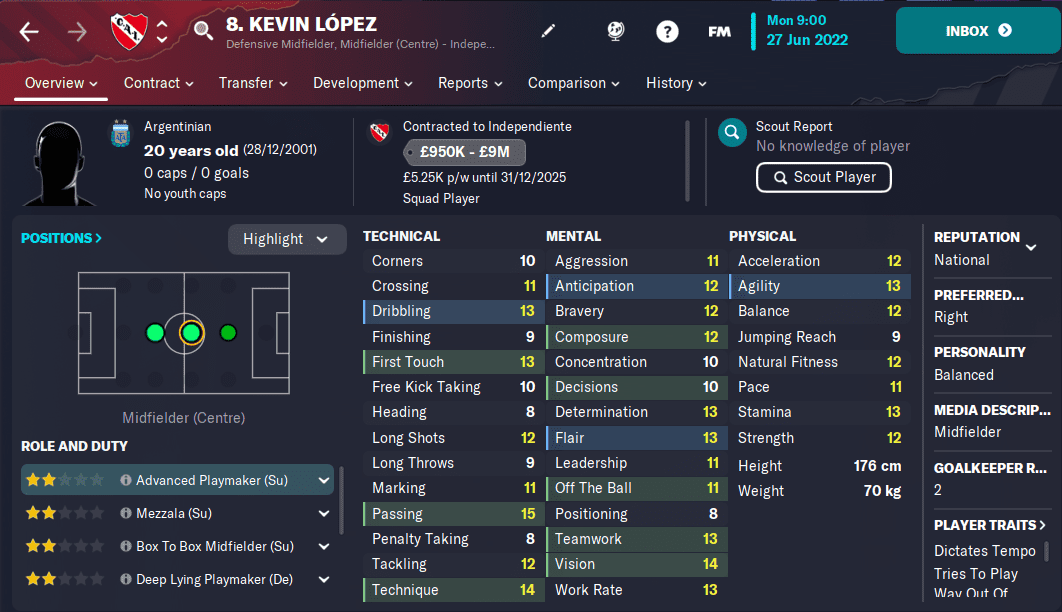 8. KEVIN LÓPEZ
Defensive Midfielder, Midfielder (Centre) - Indepe...
FM
Mon 9:00
27 Jun 2022
INBOX
Overview
Contract
Transfer
Development
Reports
Comparison
History
Argentinian
20 years old (28/12/2001)
0 caps / 0 goals
No youth caps
Contracted to Independiente
£950K - £9M
£5.25K p/w until 31/12/2025
Squad Player
Scout Report
No knowledge of player
Scout Player
POSITIONS
Highlight
Midfielder (Centre)
ROLE AND DUTY
Advanced Playmaker (Su)
Mezzala (Su)
Box To Box Midfielder (Su)
Deep Lying Playmaker (De)
TECHNICAL
Corners 10
Crossing 11
Dribbling 13
Finishing 9
First Touch 13
Free Kick Taking 10
Heading 8
Long Shots 12
Long Throws 9
Marking 11
Passing 15
Penalty Taking 8
Tackling 12
Technique 14
MENTAL
Aggression 11
Anticipation 12
Bravery 12
Composure 12
Concentration 10
Decisions 10
Determination 13
Flair 13
Leadership 11
Off The Ball 11
Positioning 8
Teamwork 13
Vision 14
Work Rate 13
PHYSICAL
Acceleration 12
Agility 13
Balance 12
Jumping Reach 9
Natural Fitness 12
Pace 11
Stamina 13
Strength 12
Height 176 cm
Weight 70 kg
REPUTATION
National
PREFERRED...
Right
PERSONALITY
Balanced
MEDIA DESCRIP...
Midfielder
GOALKEEPER R...
2
PLAYER TRAITS
Dictates Tempo
Tries To Play
Way Out Of